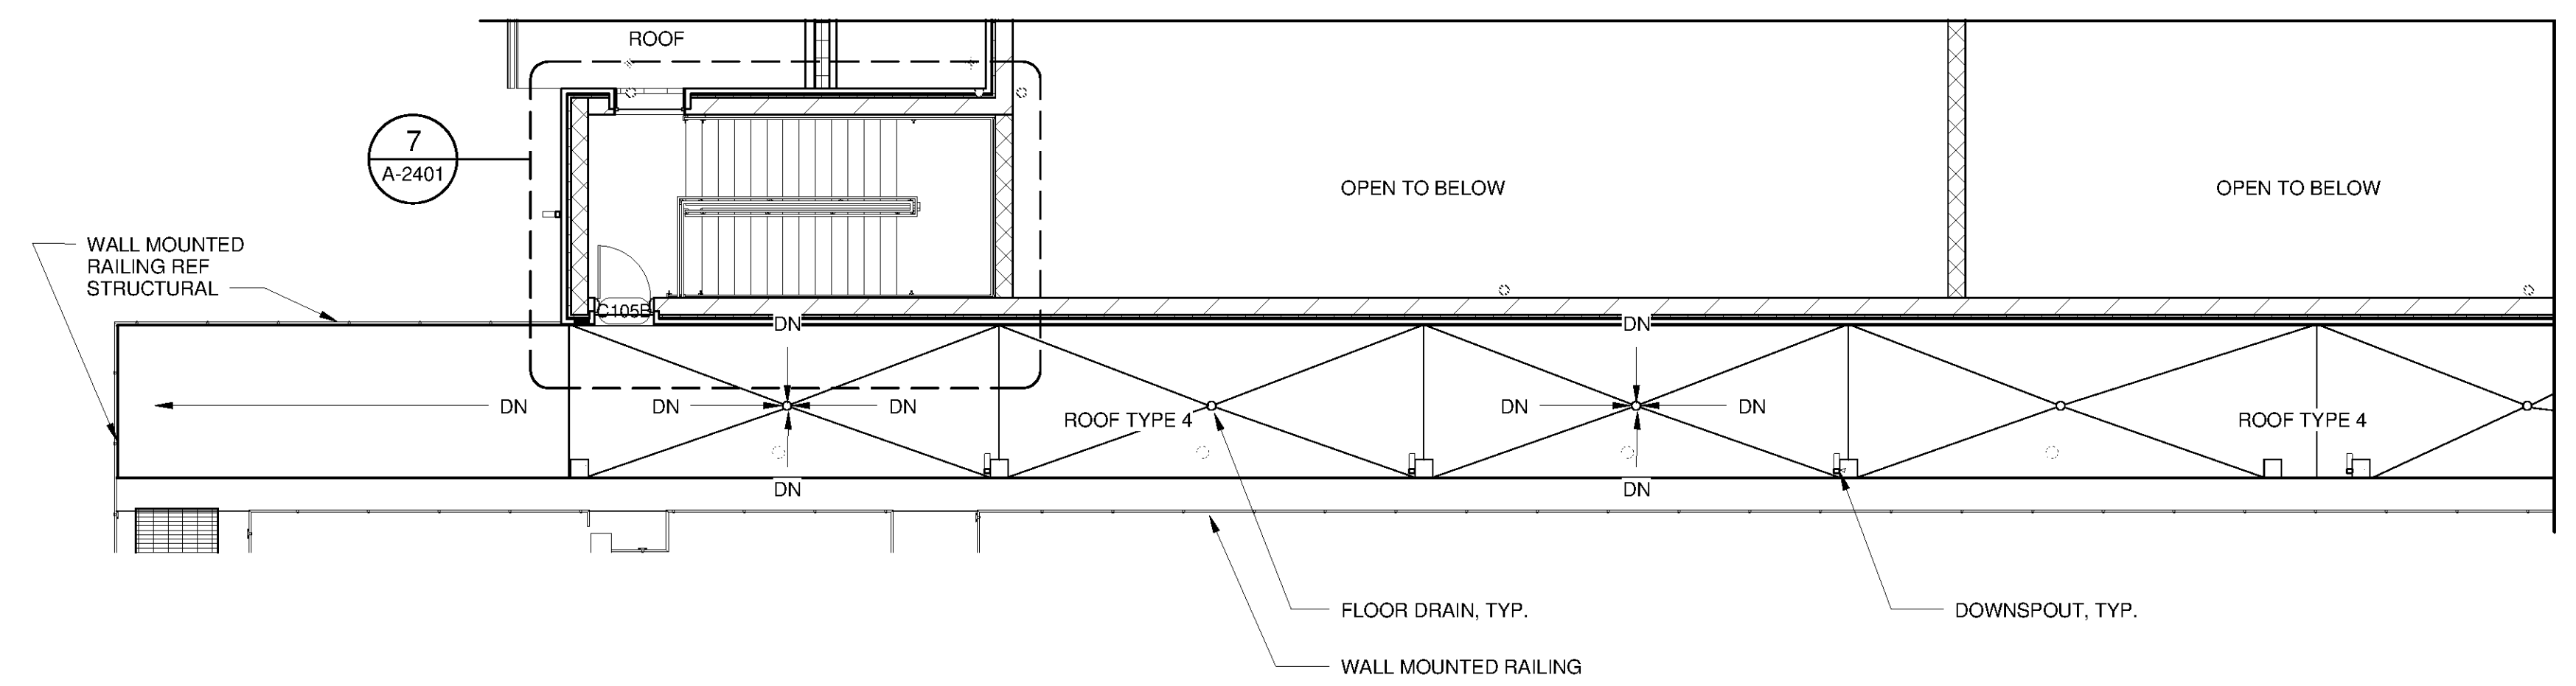 ROOF
7
A-2401
OPEN TO BELOW
OPEN TO BELOW
WALL MOUNTED
RAILING REF
STRUCTURAL
C105B
DN
DN
DN
DN
DN
DN
DN
ROOF TYPE 4
ROOF TYPE 4
DN
DN
FLOOR DRAIN, TYP.
DOWNSPOUT, TYP.
WALL MOUNTED RAILING